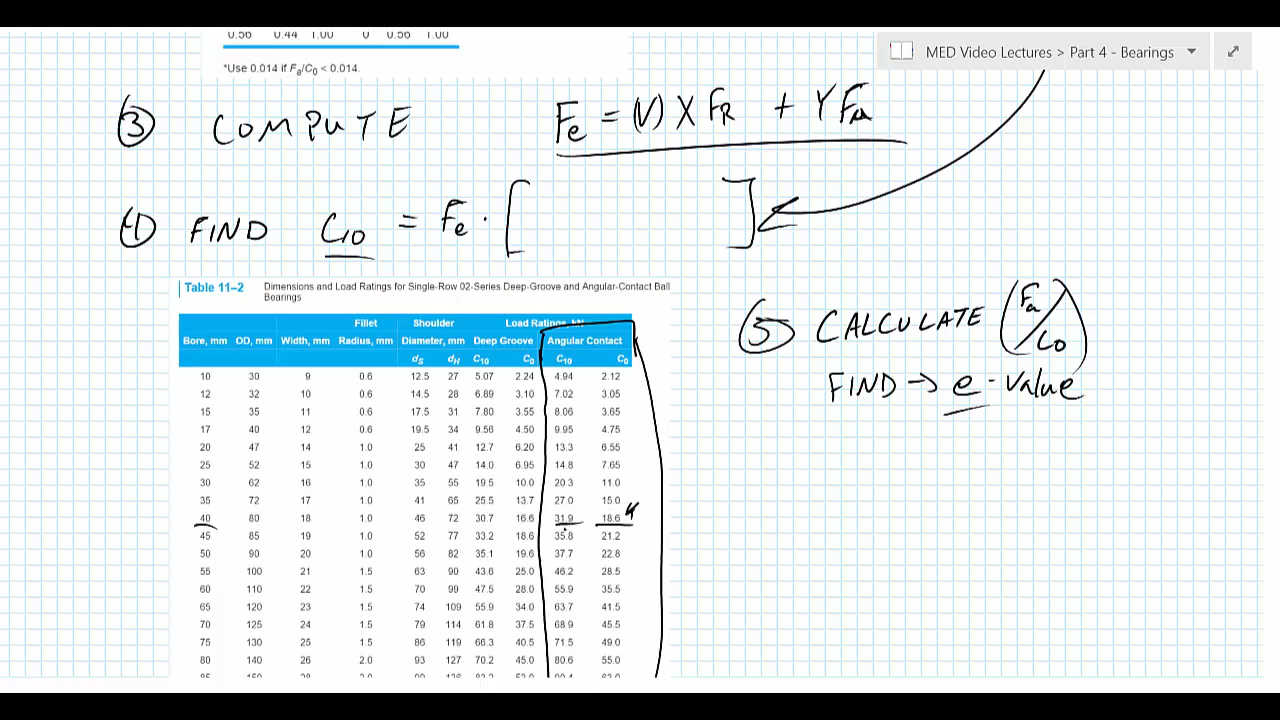 0.56 0.44 1.00 0 0.56 1.00
*Use 0.014 if Fa/C0 < 0.014.
MED Video Lectures > Part 4 - Bearings
③ COMPUTE Fe = (V) X FR + Y Fa
④ FIND C10 = Fe · [ ]
Table 11–2 Dimensions and Load Ratings for Single-Row 02-Series Deep-Groove and Angular-Contact Ball
Bearings
Fillet Shoulder Load Ratings, kN
Bore, mm OD, mm Width, mm Radius, mm Diameter, mm Deep Groove Angular Contact
dS dH C10 C0 C10 C0
10 30 9 0.6 12.5 27 5.07 2.24 4.94 2.12
12 32 10 0.6 14.5 28 6.89 3.10 7.02 3.05
15 35 11 0.6 17.5 31 7.80 3.55 8.06 3.65
17 40 12 0.6 19.5 34 9.56 4.50 9.95 4.75
20 47 14 1.0 25 41 12.7 6.20 13.3 6.55
25 52 15 1.0 30 47 14.0 6.95 14.8 7.65
30 62 16 1.0 35 55 19.5 10.0 20.3 11.0
35 72 17 1.0 41 65 25.5 13.7 27.0 15.0
40 80 18 1.0 46 72 30.7 16.6 31.9 18.6
45 85 19 1.0 52 77 33.2 18.6 35.8 21.2
50 90 20 1.0 56 82 35.1 19.6 37.7 22.8
55 100 21 1.5 63 90 43.6 25.0 46.2 28.5
60 110 22 1.5 70 99 47.5 28.0 55.9 35.5
65 120 23 1.5 74 109 55.9 34.0 63.7 41.5
70 125 24 1.5 79 114 61.8 37.5 68.9 45.5
75 130 25 1.5 86 119 66.3 40.5 71.5 49.0
80 140 26 2.0 93 127 70.2 45.0 80.6 55.0
⑤ CALCULATE (Fa/C0)
FIND → e - value